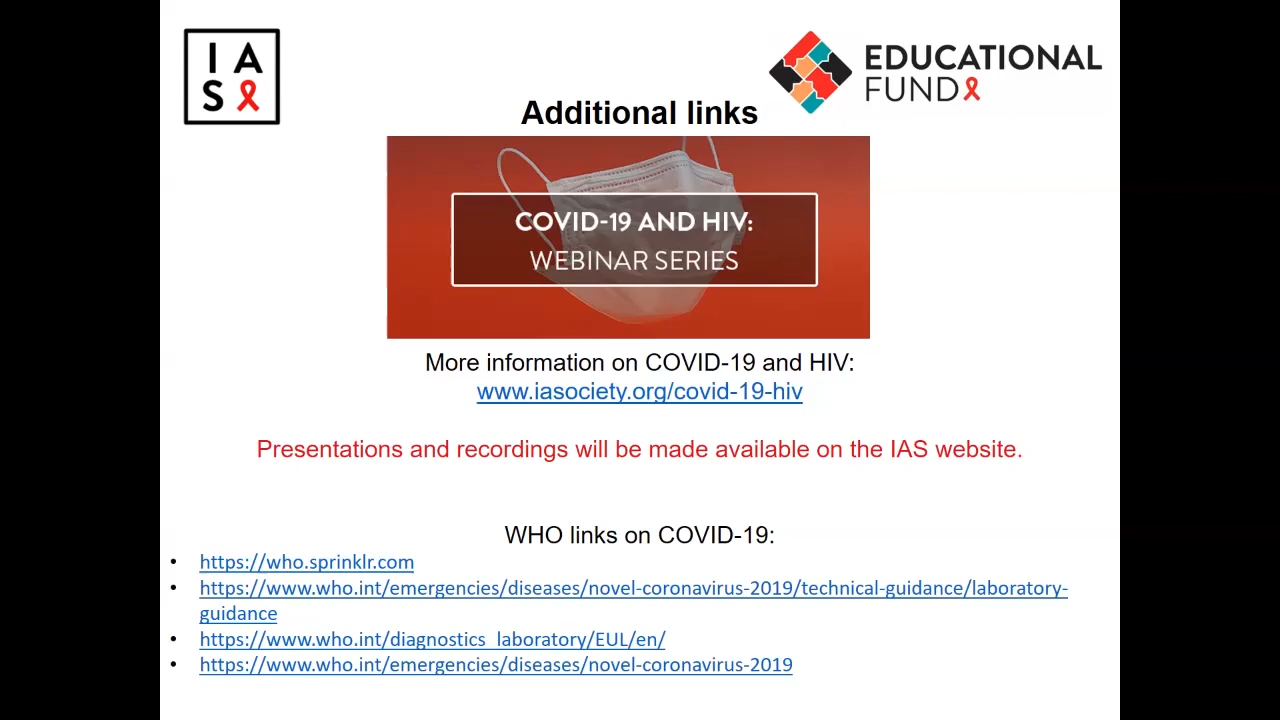 I A
S
EDUCATIONAL
FUND
Additional links
COVID-19 AND HIV:
WEBINAR SERIES
More information on COVID-19 and HIV:
www.iasociety.org/covid-19-hiv
Presentations and recordings will be made available on the IAS website.
WHO links on COVID-19:
• https://who.sprinklr.com
• https://www.who.int/emergencies/diseases/novel-coronavirus-2019/technical-guidance/laboratory-
guidance
• https://www.who.int/diagnostics_laboratory/EUL/en/
• https://www.who.int/emergencies/diseases/novel-coronavirus-2019